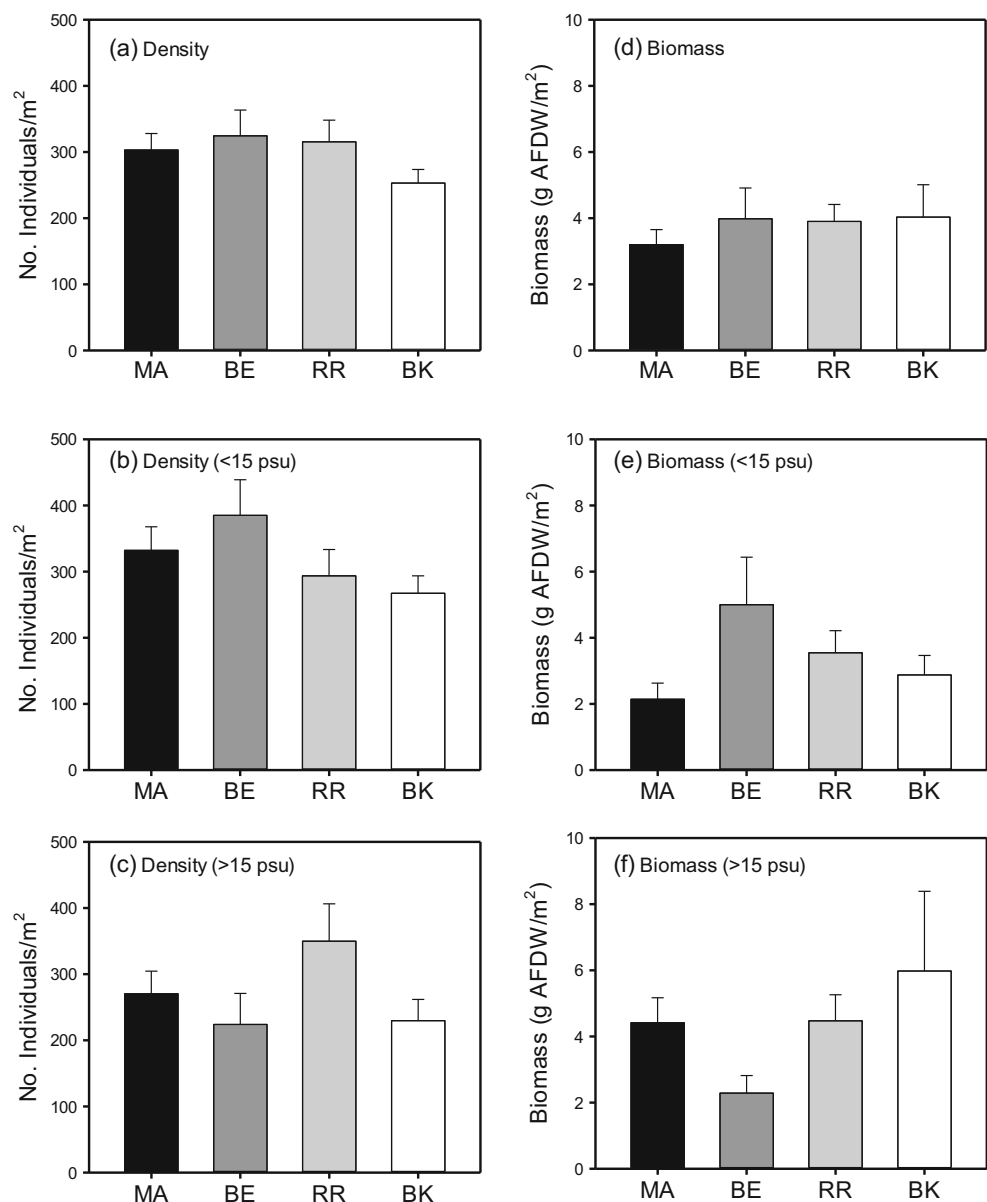 (a) Density
No. Individuals/m²
500
400
300
200
100
0
MA BE RR BK
(d) Biomass
Biomass (g AFDW/m²)
10
8
6
4
2
0
MA BE RR BK
(b) Density (<15 psu)
No. Individuals/m²
500
400
300
200
100
0
MA BE RR BK
(e) Biomass (<15 psu)
Biomass (g AFDW/m²)
10
8
6
4
2
0
MA BE RR BK
(c) Density (>15 psu)
No. Individuals/m²
500
400
300
200
100
0
MA BE RR BK
(f) Biomass (>15 psu)
Biomass (g AFDW/m²)
10
8
6
4
2
0
MA BE RR BK